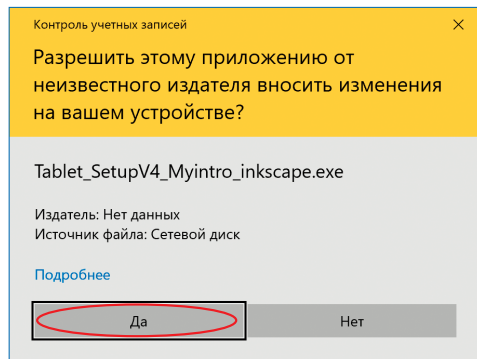 Контроль учетных записей
Разрешить этому приложению от
неизвестного издателя вносить изменения
на вашем устройстве?
Tablet_SetupV4_Myintro_inkscape.exe
Издатель: Нет данных
Источник файла: Сетевой диск
Подробнее
Да
Нет